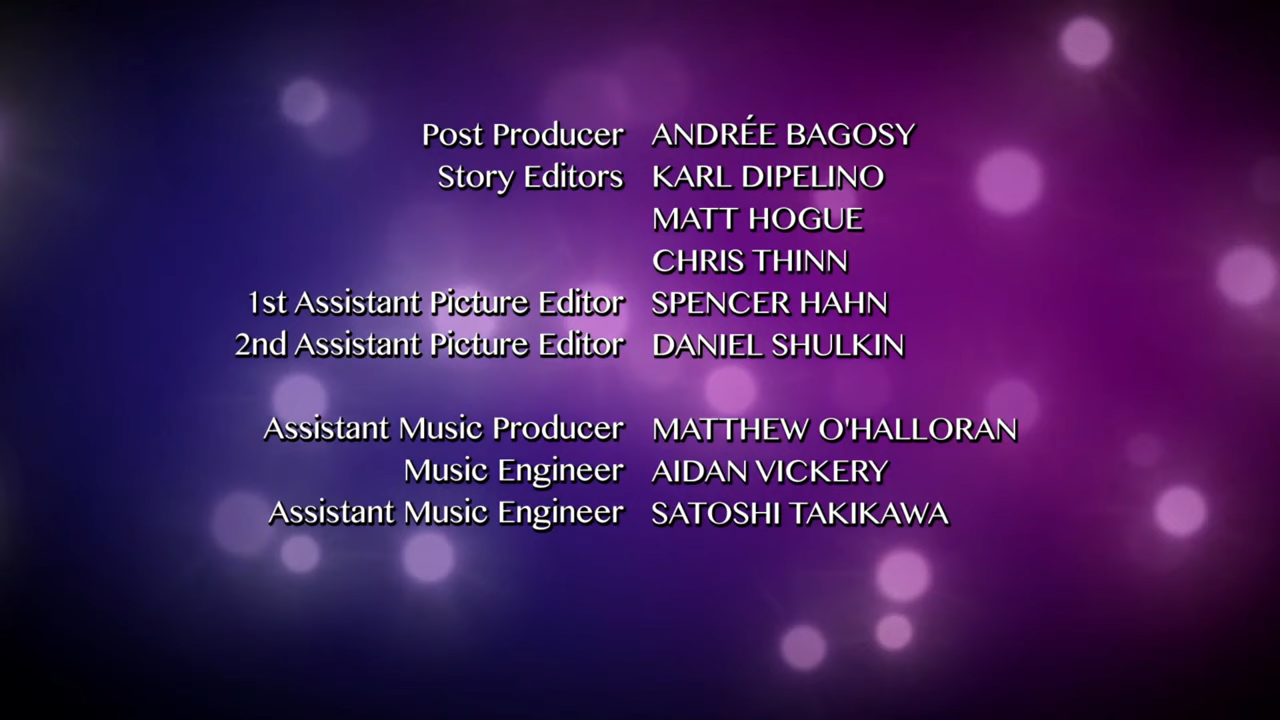 Post Producer ANDRÉE BAGOSY
Story Editors KARL DIPELINO
MATT HOGUE
CHRIS THINN
1st Assistant Picture Editor SPENCER HAHN
2nd Assistant Picture Editor DANIEL SHULKIN
Assistant Music Producer MATTHEW O'HALLORAN
Music Engineer AIDAN VICKERY
Assistant Music Engineer SATOSHI TAKIKAWA